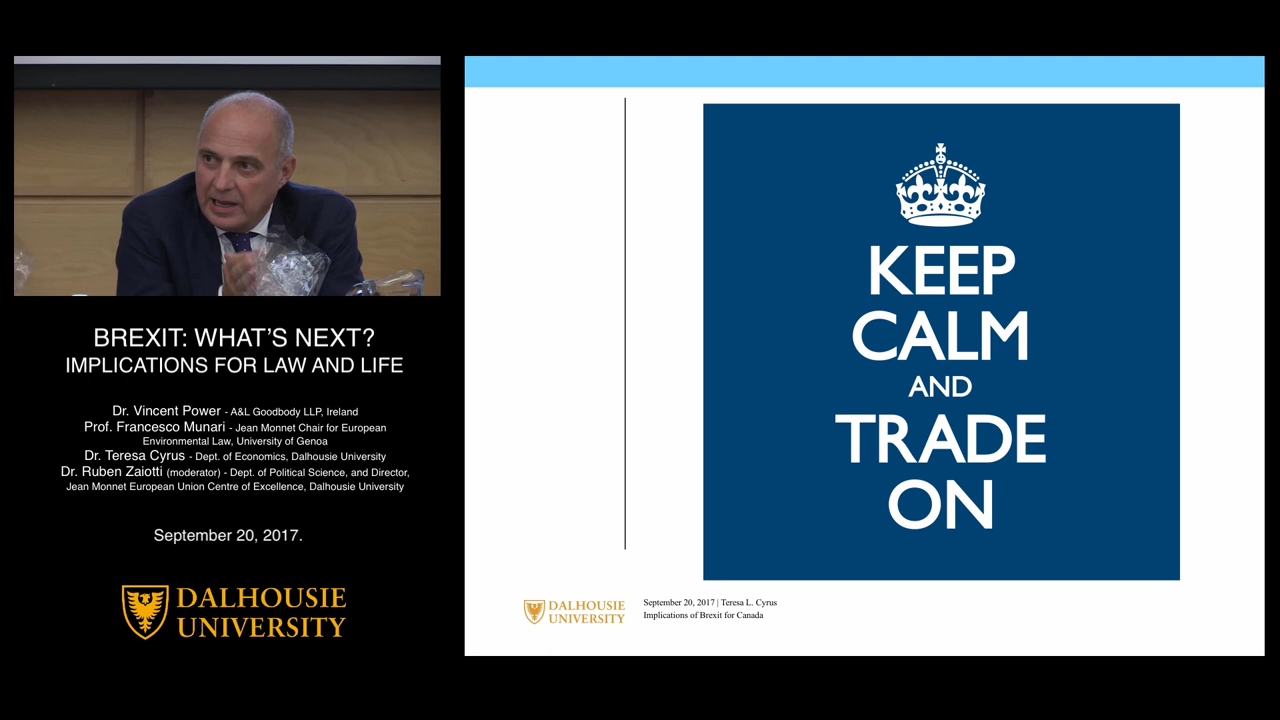 BREXIT: WHAT'S NEXT?
IMPLICATIONS FOR LAW AND LIFE
Dr. Vincent Power - A&L Goodbody LLP, Ireland
Prof. Francesco Munari - Jean Monnet Chair for European
Environmental Law, University of Genoa
Dr. Teresa Cyrus - Dept. of Economics, Dalhousie University
Dr. Ruben Zaiotti (moderator) - Dept. of Political Science, and Director,
Jean Monnet European Union Centre of Excellence, Dalhousie University
September 20, 2017.
DALHOUSIE
UNIVERSITY
KEEP
CALM
AND
TRADE
ON
DALHOUSIE
UNIVERSITY
September 20, 2017 | Teresa L. Cyrus
Implications of Brexit for Canada